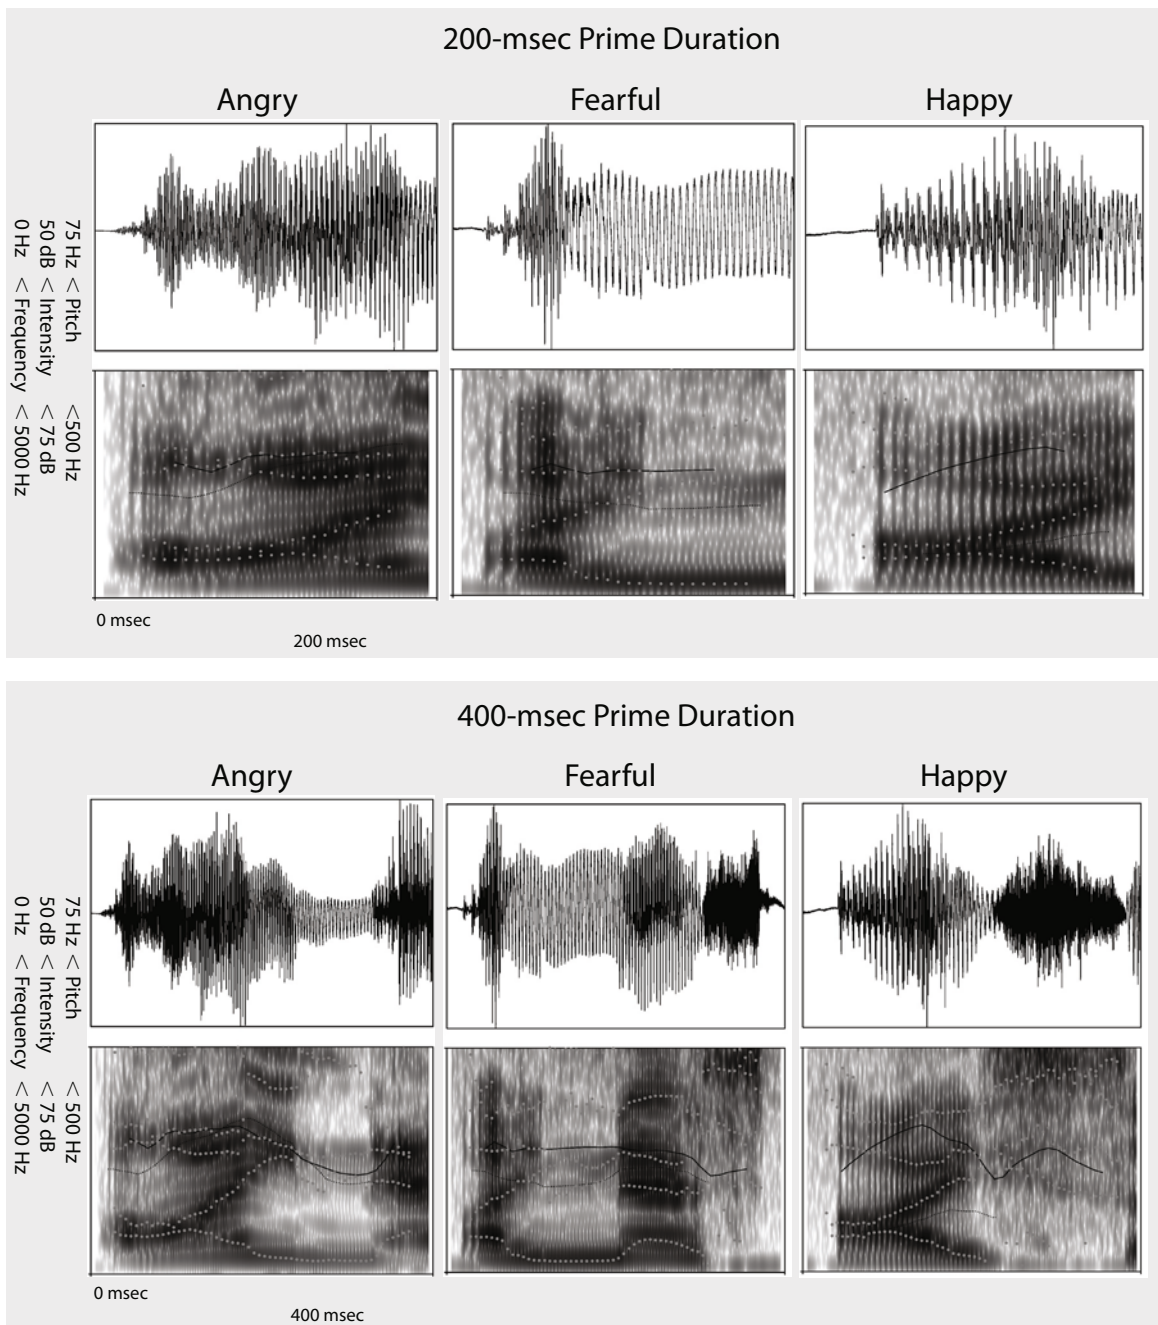 200-msec Prime Duration
Angry
Fearful
Happy
75 Hz < Pitch <500 Hz
50 dB < Intensity < 75 dB
0 Hz < Frequency < 5000 Hz
0 msec
200 msec
400-msec Prime Duration
Angry
Fearful
Happy
75 Hz < Pitch < 500 Hz
50 dB < Intensity < 75 dB
0 Hz < Frequency < 5000 Hz
0 msec
400 msec